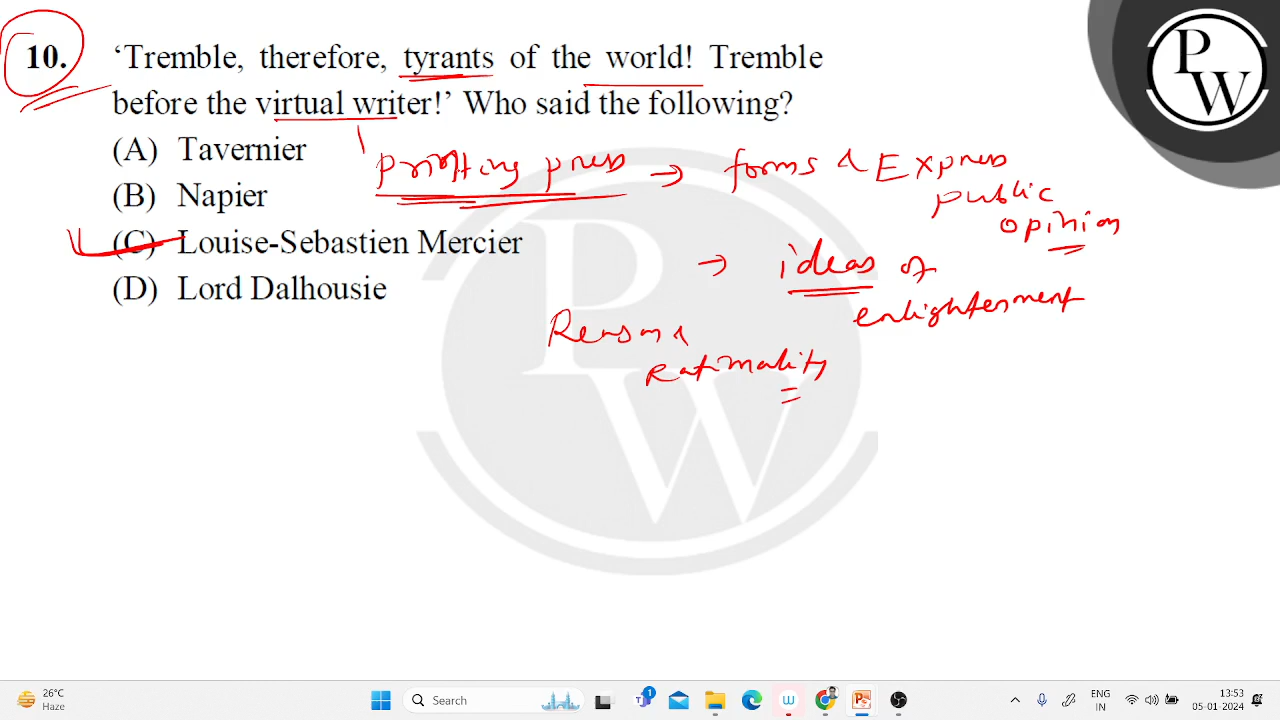 10. ‘Tremble, therefore, tyrants of the world! Tremble
before the virtual writer!’ Who said the following?
(A) Tavernier
(B) Napier
(C) Louise-Sebastien Mercier
(D) Lord Dalhousie
printing press → forms & Express
public
opinion
→ ideas of
enlightenment
Reason &
rationality
P
W
PW
26°C
Haze
Search
1
ENG
IN
13:53
05-01-2024